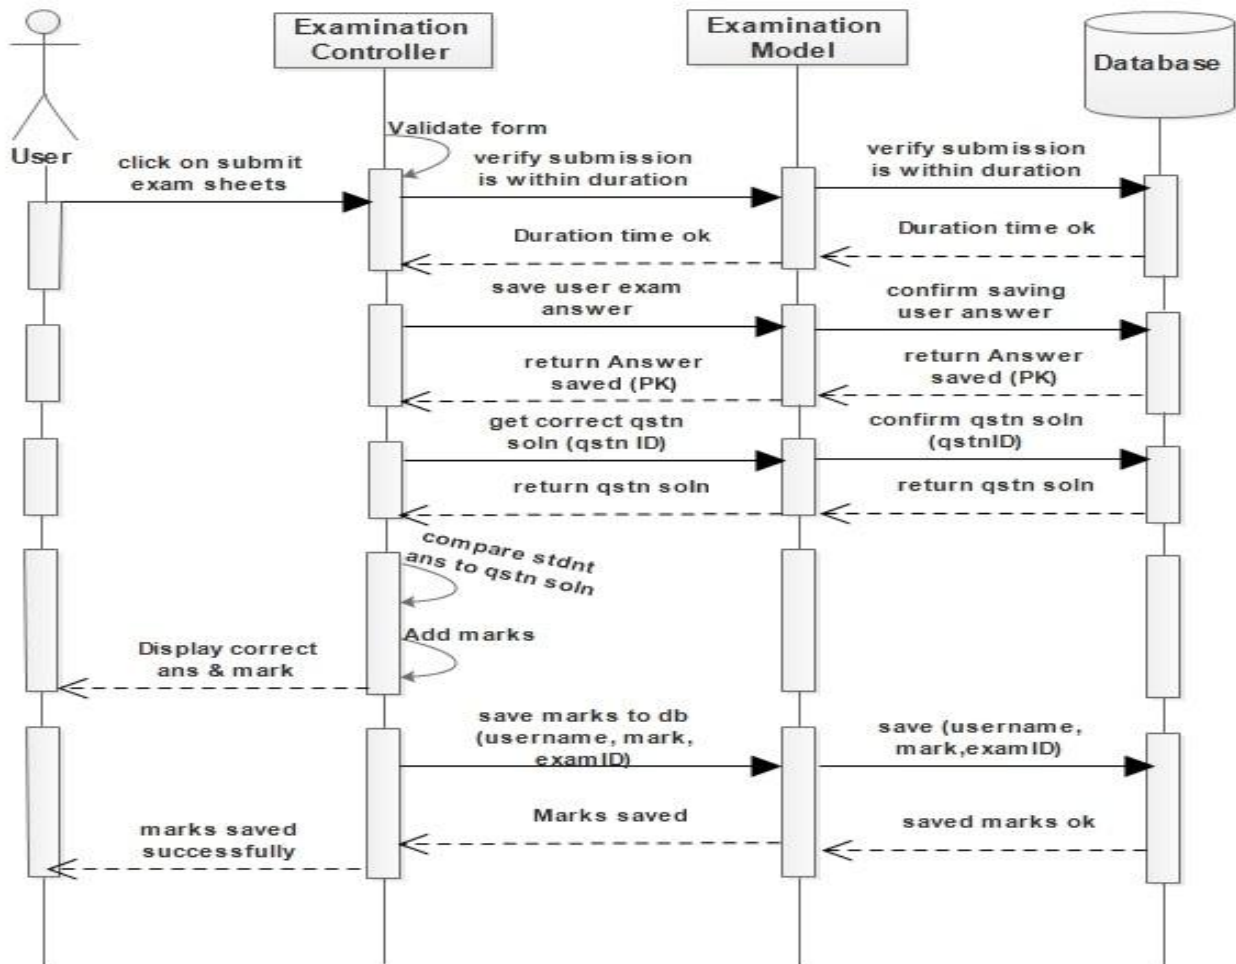 Examination
Controller
Examination
Model
Database
User
Validate form
click on submit
exam sheets
verify submission
is within duration
verify submission
is within duration
Duration time ok
Duration time ok
save user exam
answer
confirm saving
user answer
return Answer
saved (PK)
return Answer
saved (PK)
get correct qstn
soln (qstn ID)
confirm qstn soln
(qstnID)
return qstn soln
return qstn soln
compare stdnt
ans to qstn soln
Add marks
Display correct
ans & mark
save marks to db
(username, mark,
examID)
save (username,
mark,examID)
Marks saved
saved marks ok
marks saved
successfully